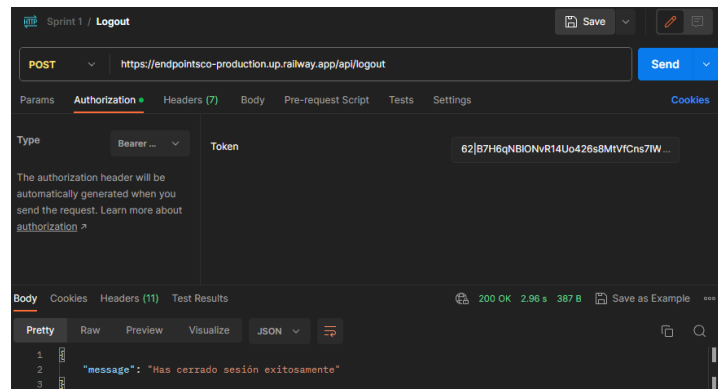 HTTP Sprint 1 / Logout Save
POST https://endpointsco-production.up.railway.app/api/logout Send
Params Authorization Headers (7) Body Pre-request Script Tests Settings Cookies
Type Bearer ... Token 62|B7H6qNBIONvR14Uo426s8MtVfCns7IW...
The authorization header will be
automatically generated when you
send the request. Learn more about
authorization ↗
Body Cookies Headers (11) Test Results 200 OK 2.96 s 387 B Save as Example
Pretty Raw Preview Visualize JSON
1 {
2 "message": "Has cerrado sesión exitosamente"
3 }